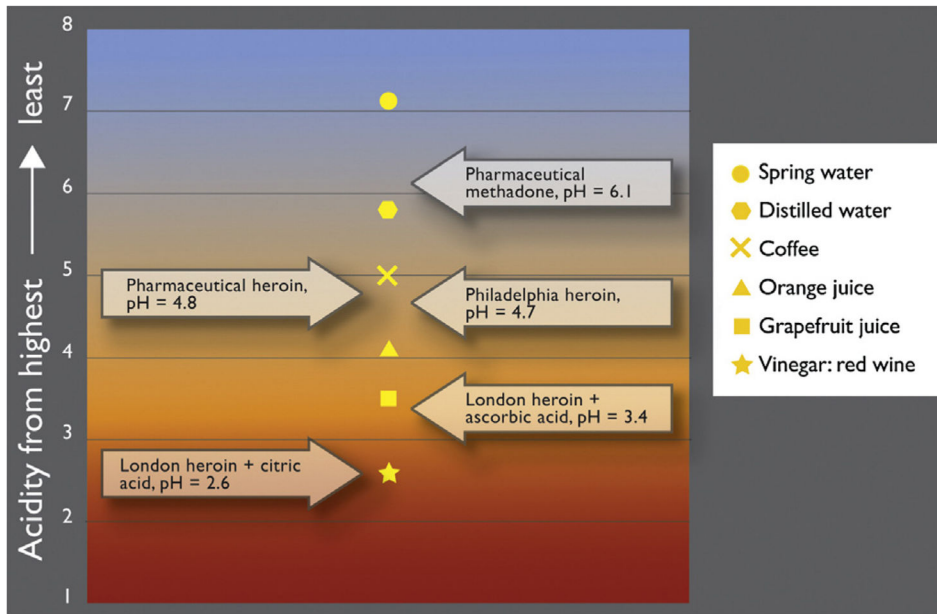 8
7
6
5
4
3
2
1
Acidity from highest → least
Pharmaceutical
methadone, pH = 6.1
Pharmaceutical heroin,
pH = 4.8
Philadelphia heroin,
pH = 4.7
London heroin +
ascorbic acid, pH = 3.4
London heroin + citric
acid, pH = 2.6
Spring water
Distilled water
Coffee
Orange juice
Grapefruit juice
Vinegar: red wine